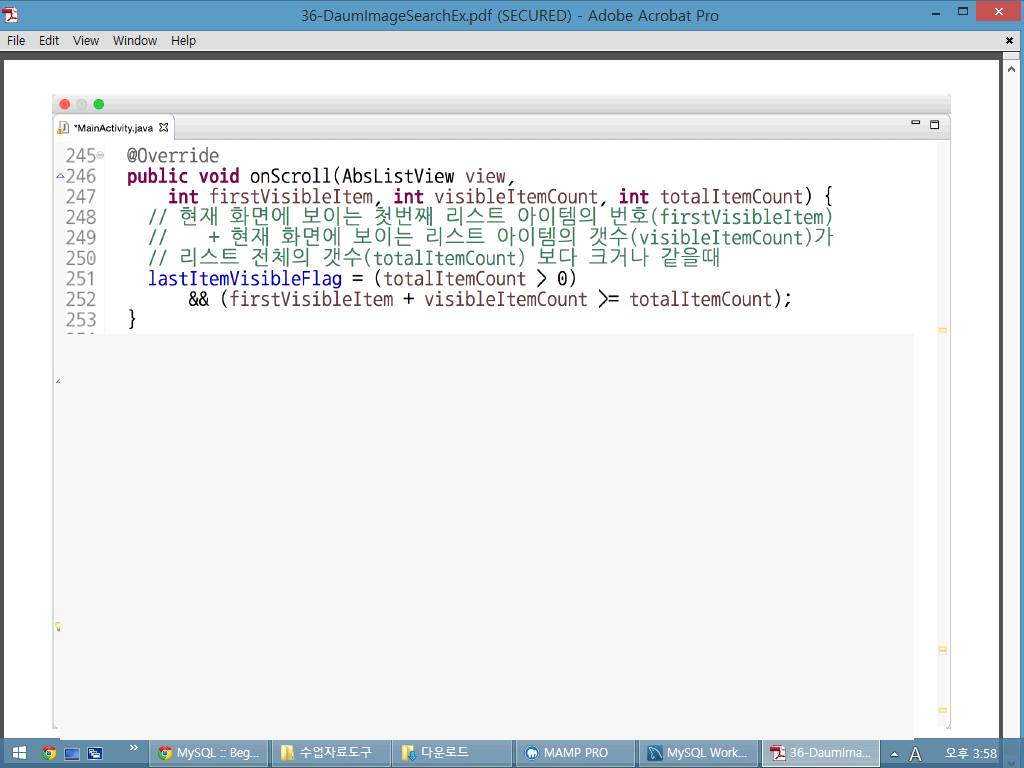 36-DaumImageSearchEx.pdf (SECURED) - Adobe Acrobat Pro
File Edit View Window Help
*MainActivity.java
245 @Override
246 public void onScroll(AbsListView view,
247 int firstVisibleItem, int visibleItemCount, int totalItemCount) {
248 // 현재 화면에 보이는 첫번째 리스트 아이템의 번호(firstVisibleItem)
249 // + 현재 화면에 보이는 리스트 아이템의 갯수(visibleItemCount)가
250 // 리스트 전체의 갯수(totalItemCount) 보다 크거나 같을때
251 lastItemVisibleFlag = (totalItemCount > 0)
252 && (firstVisibleItem + visibleItemCount >= totalItemCount);
253 }
MySQL :: Beg... 수업자료도구 다운로드 MAMP PRO MySQL Work... 36-DaumIma... A 오후 3:58